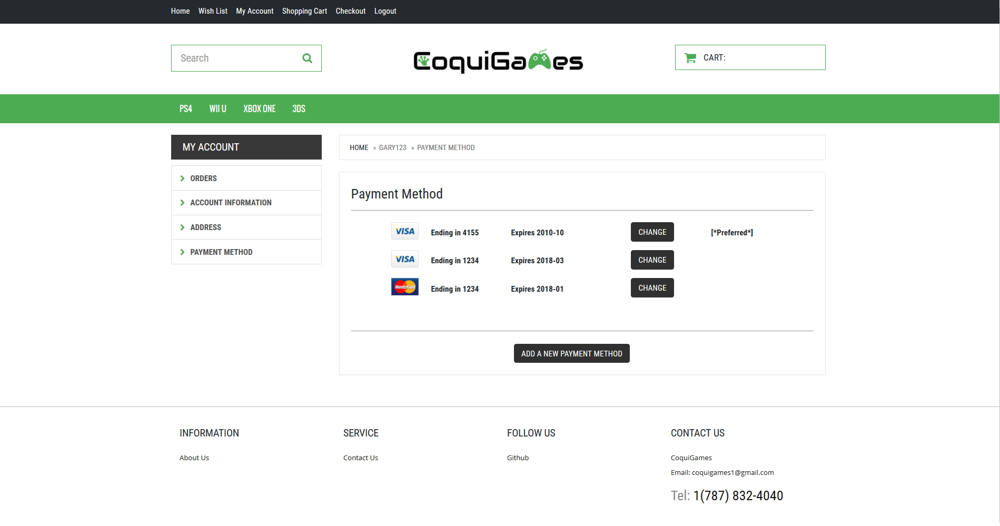 Home Wish List My Account Shopping Cart Checkout Logout
Search
CoquiGames
CART:
PS4 WII U XBOX ONE 3DS
MY ACCOUNT
ORDERS
ACCOUNT INFORMATION
ADDRESS
PAYMENT METHOD
HOME » GARY123 » PAYMENT METHOD
Payment Method
VISA Ending in 4155 Expires 2010-10 CHANGE [*Preferred*]
VISA Ending in 1234 Expires 2018-03 CHANGE
MasterCard Ending in 1234 Expires 2018-01 CHANGE
ADD A NEW PAYMENT METHOD
INFORMATION
About Us
SERVICE
Contact Us
FOLLOW US
Github
CONTACT US
CoquiGames
Email: coquigames1@gmail.com
Tel: 1(787) 832-4040